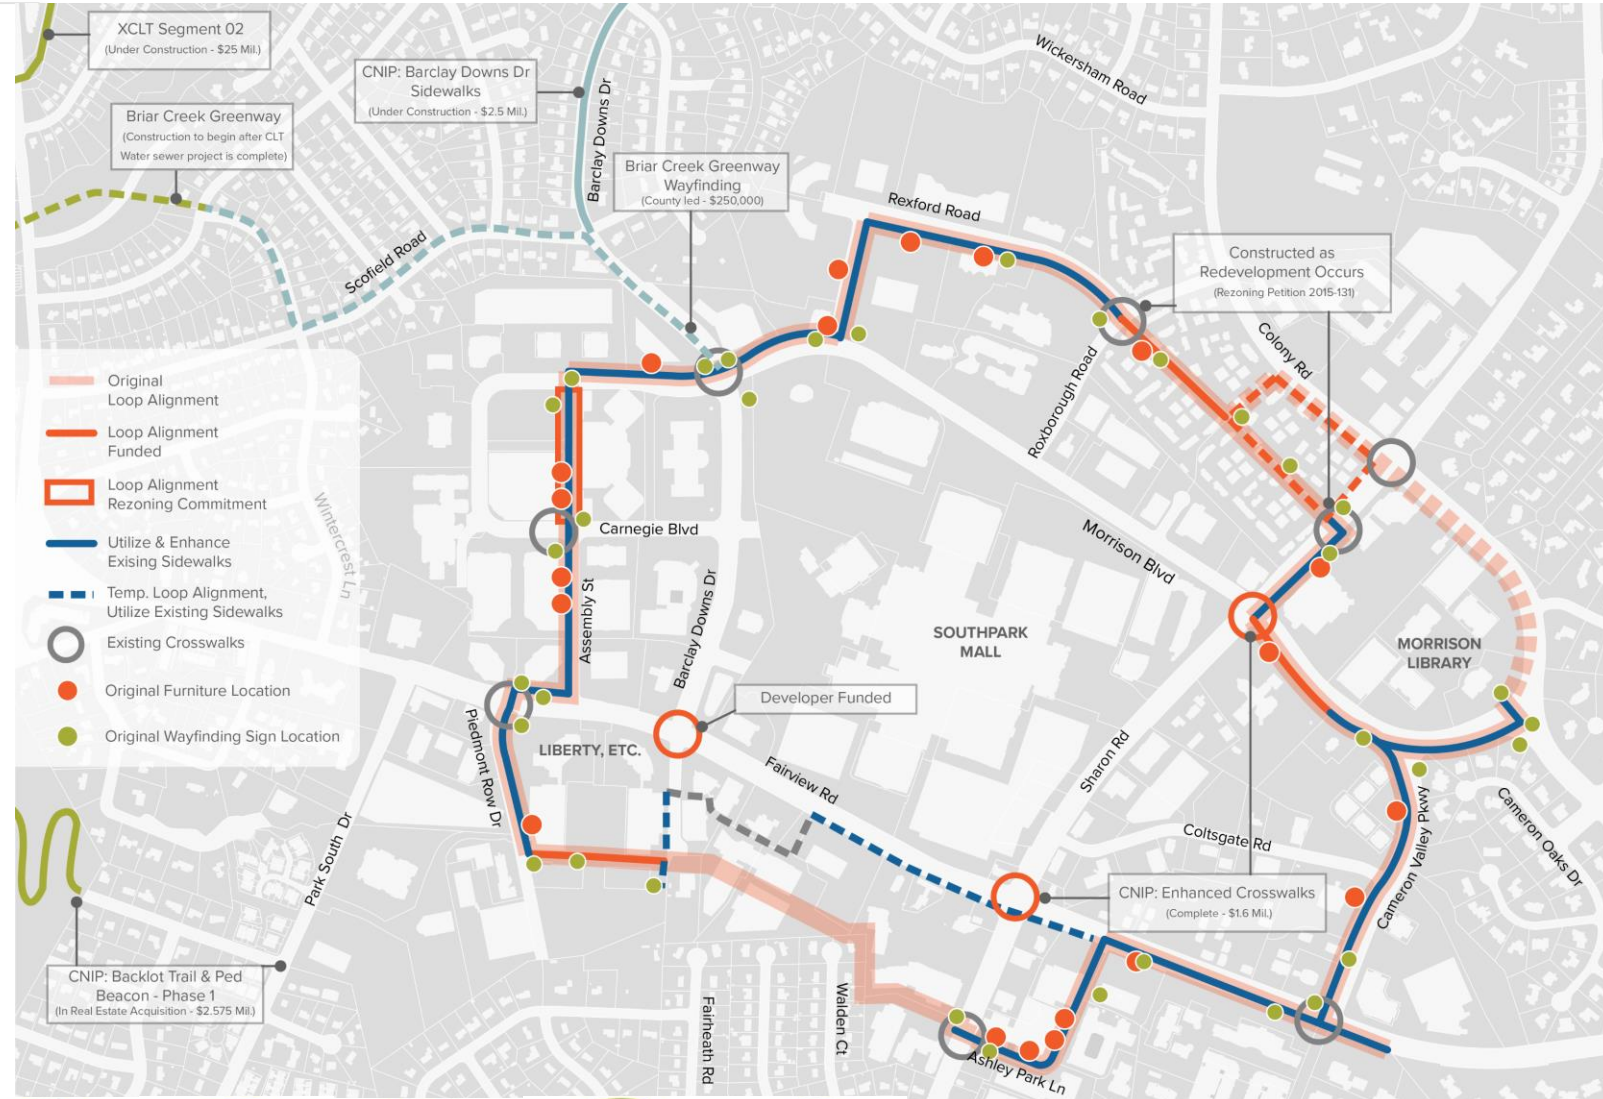 XCLT Segment 02
(Under Construction - $25 Mil.)
CNIP: Barclay Downs Dr
Sidewalks
(Under Construction - $2.5 Mil.)
Wickersham Road
Briar Creek Greenway
(Construction to begin after CLT
Water sewer project is complete)
Barclay Downs Dr
Briar Creek Greenway
Wayfinding
(County led - $250,000)
Rexford Road
Scofield Road
Constructed as
Redevelopment Occurs
(Rezoning Petition 2015-131)
Colony Rd
Roxborough Road
Original
Loop Alignment
Loop Alignment
Funded
Loop Alignment
Rezoning Commitment
Utilize & Enhance
Exising Sidewalks
Temp. Loop Alignment,
Utilize Existing Sidewalks
Existing Crosswalks
Original Furniture Location
Original Wayfinding Sign Location
Wintercrest Ln
Carnegie Blvd
Assembly St
Barclay Downs Dr
Morrison Blvd
SOUTHPARK
MALL
MORRISON
LIBRARY
Developer Funded
Piedmont Row Dr
LIBERTY, ETC.
Fairview Rd
Sharon Rd
Coltsgate Rd
Cameron Valley Pkwy
Cameron Oaks Dr
Park South Dr
CNIP: Enhanced Crosswalks
(Complete - $1.6 Mil.)
CNIP: Backlot Trail & Ped
Beacon - Phase 1
(In Real Estate Acquisition - $2.575 Mil.)
Fairheath Rd
Walden Ct
Ashley Park Ln